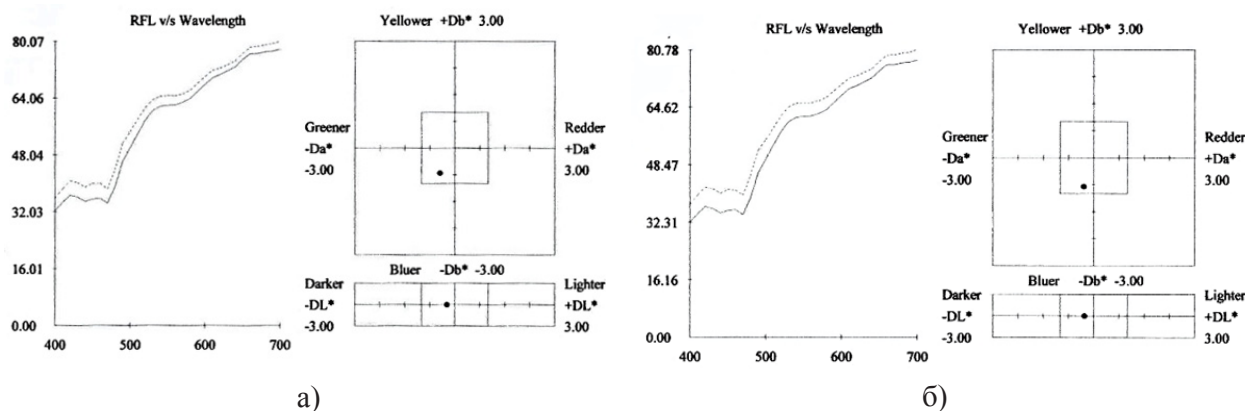 RFL v/s Wavelength
80.07
64.06
48.04
32.03
16.01
0.00
400
500
600
700
Yellower +Db* 3.00
Greener
-Da*
-3.00
Redder
+Da*
3.00
Bluer -Db* -3.00
Darker
-DL*
-3.00
Lighter
+DL*
3.00
а)
RFL v/s Wavelength
80.78
64.62
48.47
32.31
16.16
0.00
400
500
600
700
Yellower +Db* 3.00
Greener
-Da*
-3.00
Redder
+Da*
3.00
Bluer -Db* -3.00
Darker
-DL*
-3.00
Lighter
+DL*
3.00
б)